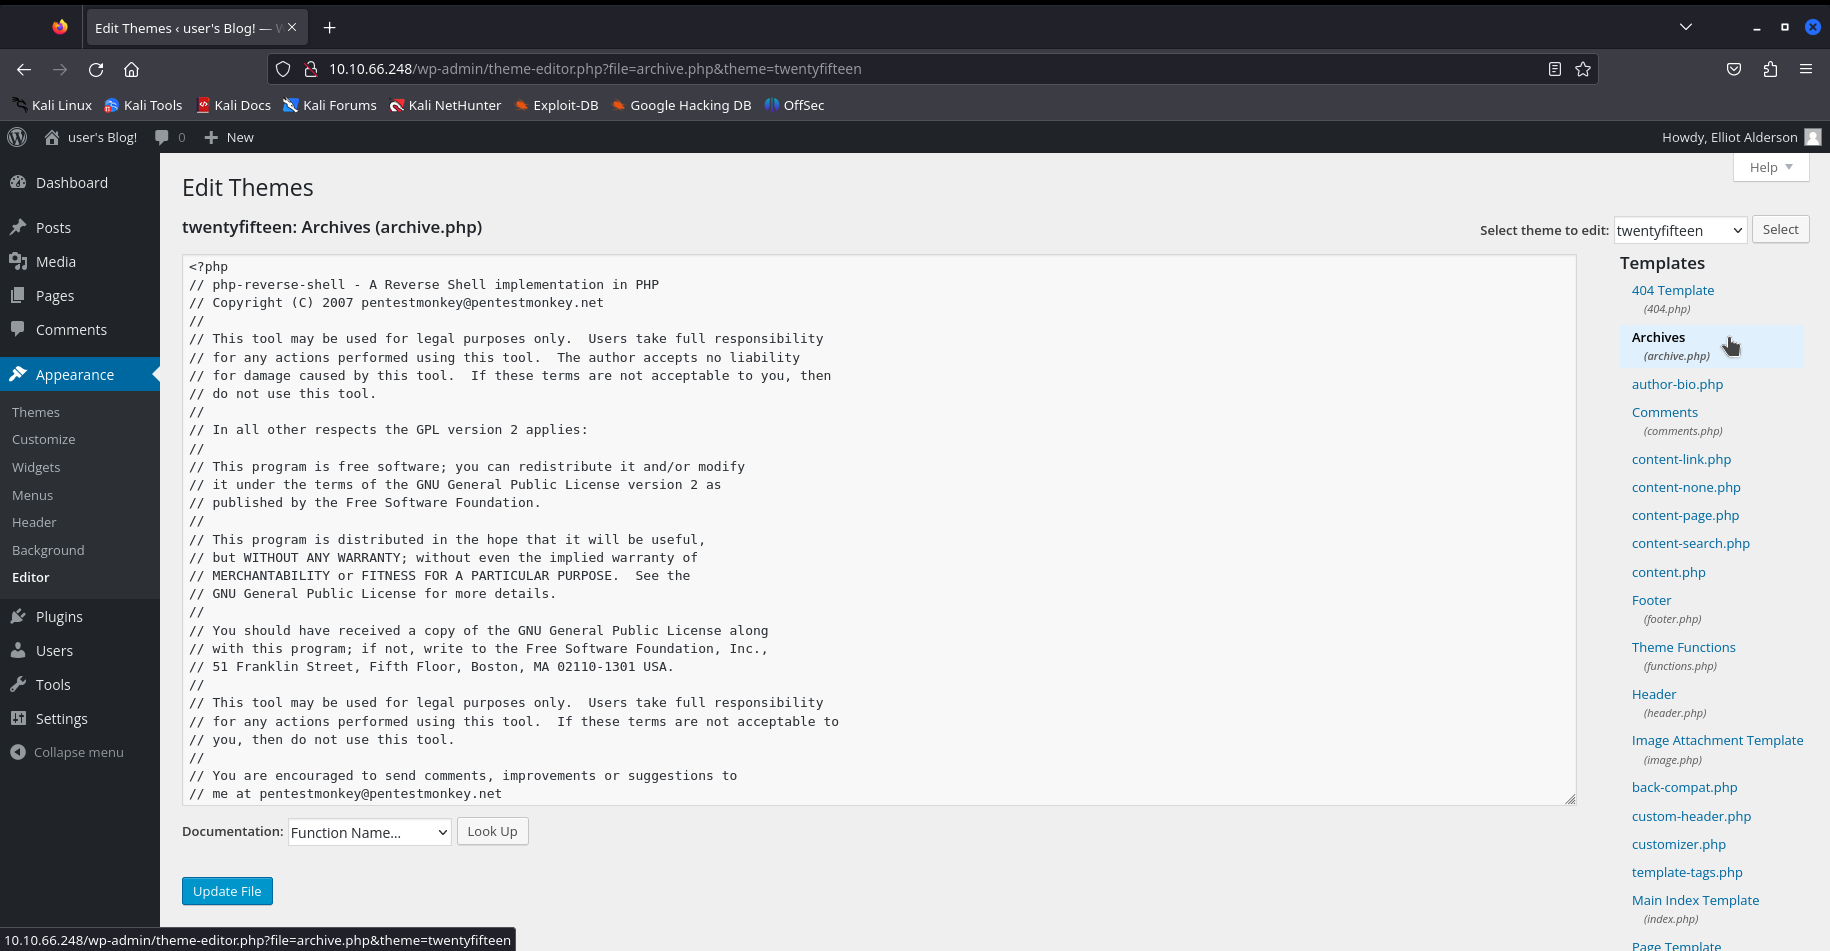 Edit Themes ‹ user's Blog! —
10.10.66.248/wp-admin/theme-editor.php?file=archive.php&theme=twentyfifteen
Kali Linux Kali Tools Kali Docs Kali Forums Kali NetHunter Exploit-DB Google Hacking DB OffSec
user's Blog! 0 New Howdy, Elliot Alderson
Dashboard
Posts
Media
Pages
Comments
Appearance
Themes
Customize
Widgets
Menus
Header
Background
Editor
Plugins
Users
Tools
Settings
Collapse menu
Help
Edit Themes
twentyfifteen: Archives (archive.php)
Select theme to edit: twentyfifteen Select
<?php
// php-reverse-shell - A Reverse Shell implementation in PHP
// Copyright (C) 2007 pentestmonkey@pentestmonkey.net
//
// This tool may be used for legal purposes only.  Users take full responsibility
// for any actions performed using this tool.  The author accepts no liability
// for damage caused by this tool.  If these terms are not acceptable to you, then
// do not use this tool.
//
// In all other respects the GPL version 2 applies:
//
// This program is free software; you can redistribute it and/or modify
// it under the terms of the GNU General Public License version 2 as
// published by the Free Software Foundation.
//
// This program is distributed in the hope that it will be useful,
// but WITHOUT ANY WARRANTY; without even the implied warranty of
// MERCHANTABILITY or FITNESS FOR A PARTICULAR PURPOSE.  See the
// GNU General Public License for more details.
//
// You should have received a copy of the GNU General Public License along
// with this program; if not, write to the Free Software Foundation, Inc.,
// 51 Franklin Street, Fifth Floor, Boston, MA 02110-1301 USA.
//
// This tool may be used for legal purposes only.  Users take full responsibility
// for any actions performed using this tool.  If these terms are not acceptable to
// you, then do not use this tool.
//
// You are encouraged to send comments, improvements or suggestions to
// me at pentestmonkey@pentestmonkey.net
Documentation: Function Name... Look Up
Update File
Templates
404 Template
(404.php)
Archives
(archive.php)
author-bio.php
Comments
(comments.php)
content-link.php
content-none.php
content-page.php
content-search.php
content.php
Footer
(footer.php)
Theme Functions
(functions.php)
Header
(header.php)
Image Attachment Template
(image.php)
back-compat.php
custom-header.php
customizer.php
template-tags.php
Main Index Template
(index.php)
Page Template
10.10.66.248/wp-admin/theme-editor.php?file=archive.php&theme=twentyfifteen